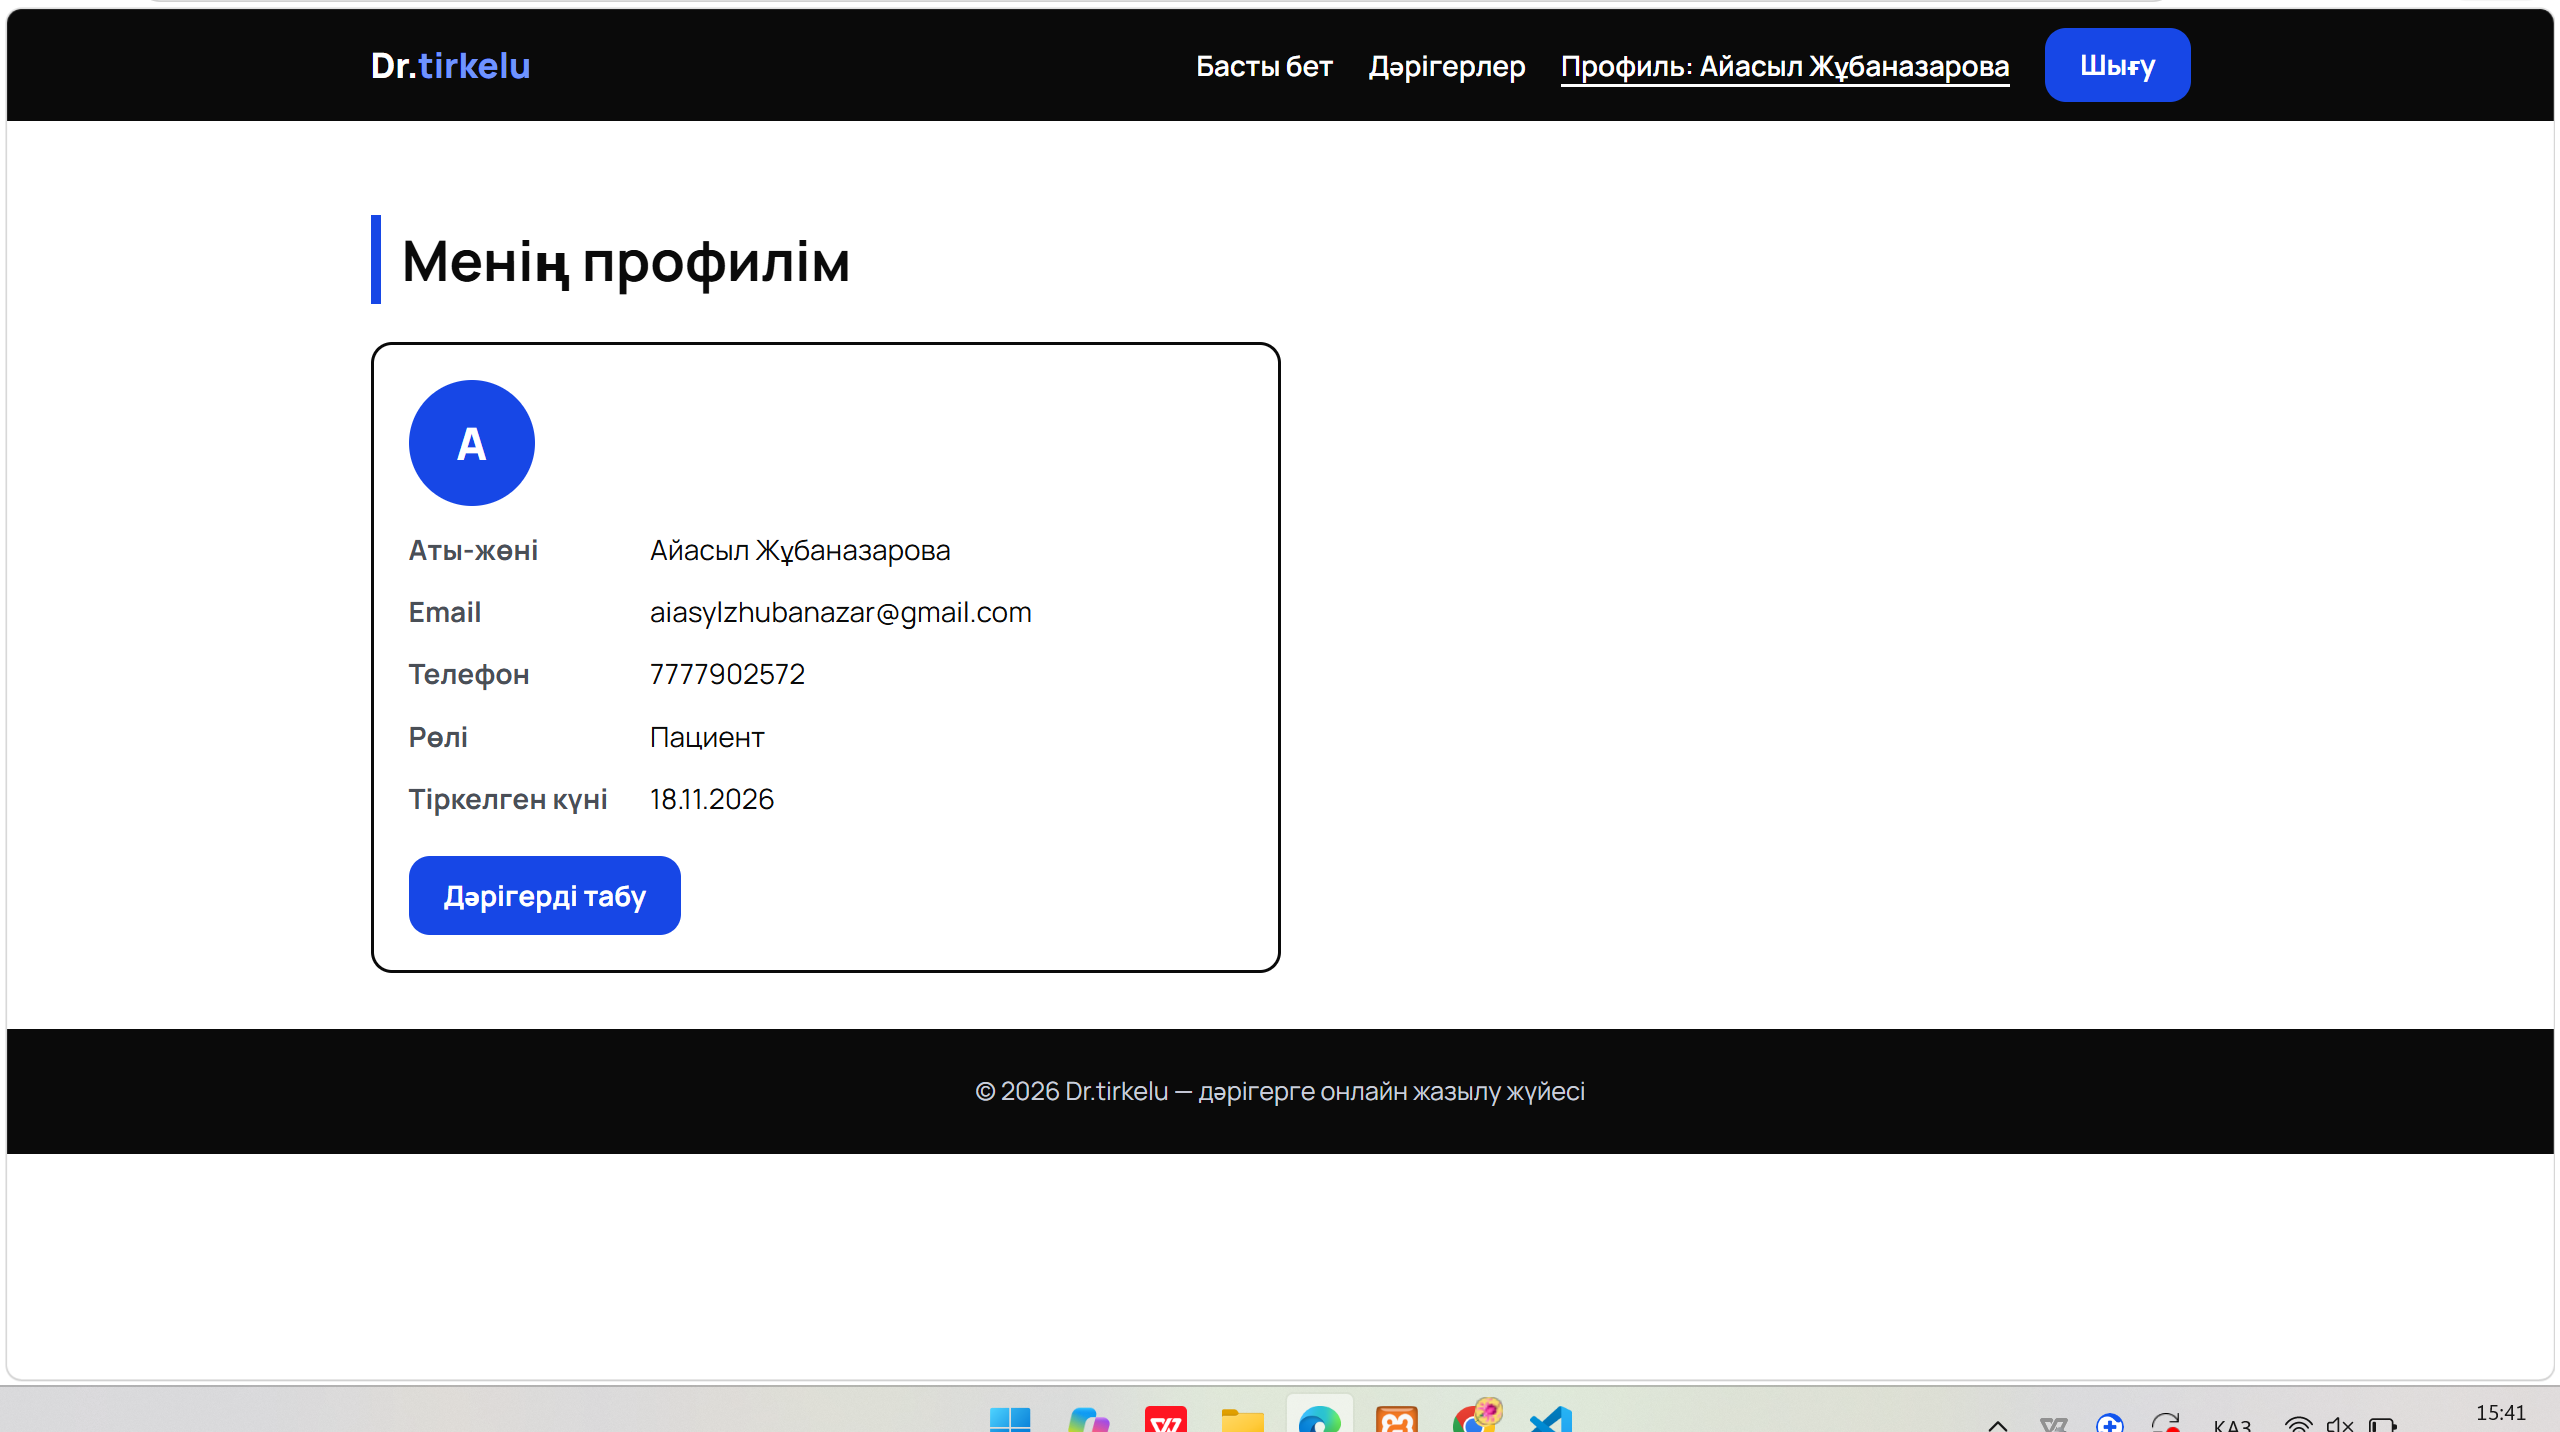 Dr.tirkelu
Басты бет Дәрігерлер Профиль: Айасыл Жұбаназарова Шығу
Менің профилім
А
Аты-жөні Айасыл Жұбаназарова
Email aiasylzhubanazar@gmail.com
Телефон 7777902572
Рөлі Пациент
Тіркелген күні 18.11.2026
Дәрігерді табу
© 2026 Dr.tirkelu — дәрігерге онлайн жазылу жүйесі
ҚАЗ
15:41